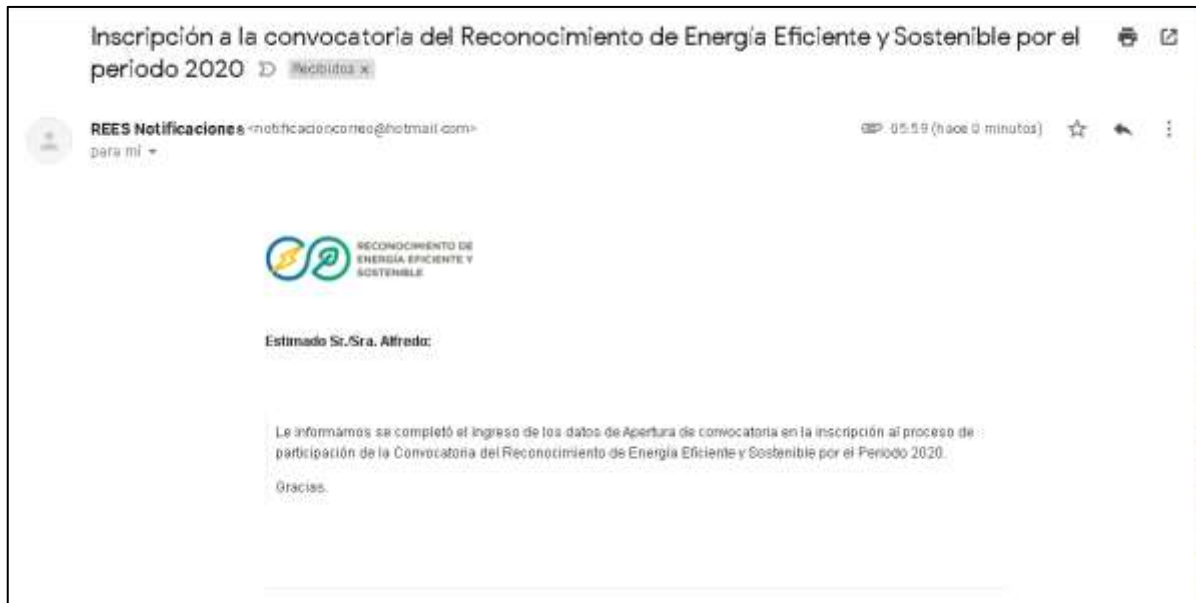 Inscripción a la convocatoria del Reconocimiento de Energía Eficiente y Sostenible por el
periodo 2020 Recibidos x
REES Notificaciones <notificacioncorreo@hotmail.com> 05:59 (hace 0 minutos)
para mí
RECONOCIMIENTO DE
ENERGÍA EFICIENTE Y
SOSTENIBLE
Estimado Sr./Sra. Alfredo:
Le informamos se completó el ingreso de los datos de Apertura de convocatoria en la inscripción al proceso de
participación de la Convocatoria del Reconocimiento de Energía Eficiente y Sostenible por el Periodo 2020.
Gracias.